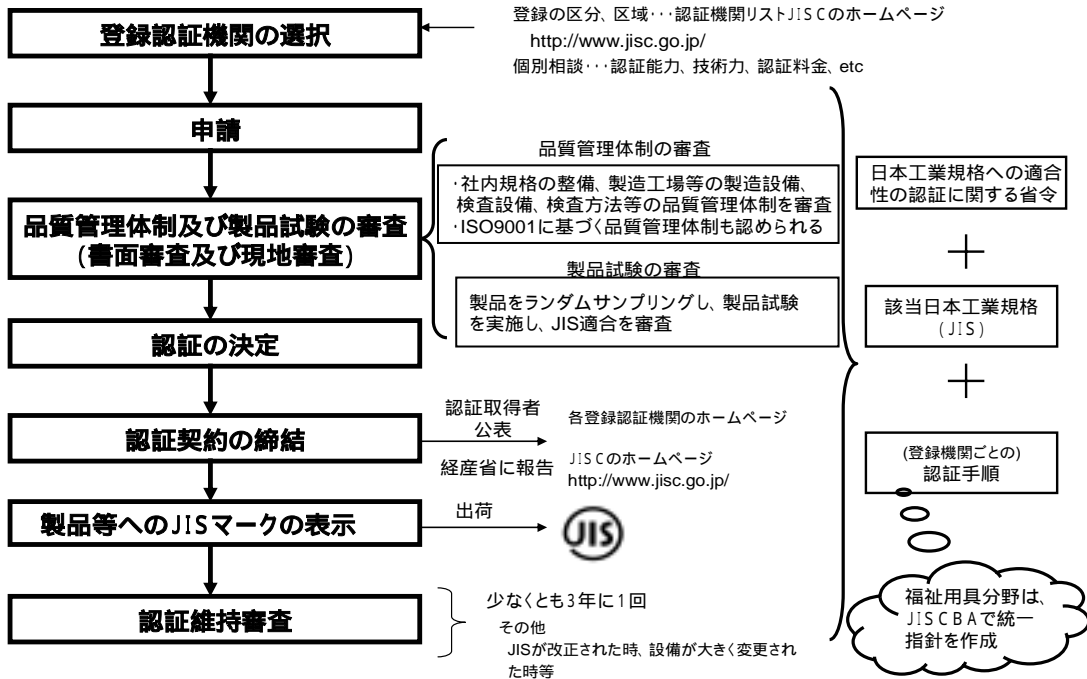 登録認証機関の選択
登録の区分、区域･･･認証機関リストJISCのホームページ
http://www.jisc.go.jp/
個別相談･･･認証能力、技術力、認証料金、etc
申請
品質管理体制及び製品試験の審査
(書面審査及び現地審査)
品質管理体制の審査
･社内規格の整備、製造工場等の製造設備、
検査設備、検査方法等の品質管理体制を審査
･ISO9001に基づく品質管理体制も認められる
製品試験の審査
製品をランダムサンプリングし、製品試験
を実施し、JIS適合を審査
認証の決定
認証契約の締結
認証取得者
公表
各登録認証機関のホームページ
経産省に報告
JISCのホームページ
http://www.jisc.go.jp/
製品等へのJISマークの表示
出荷
JIS
認証維持審査
少なくとも3年に1回
その他
JISが改正された時、設備が大きく変更され
た時等
日本工業規格への適合
性の認証に関する省令
＋
該当日本工業規格
(JIS)
＋
(登録機関ごとの)
認証手順
福祉用具分野は、
JISCBAで統一
指針を作成